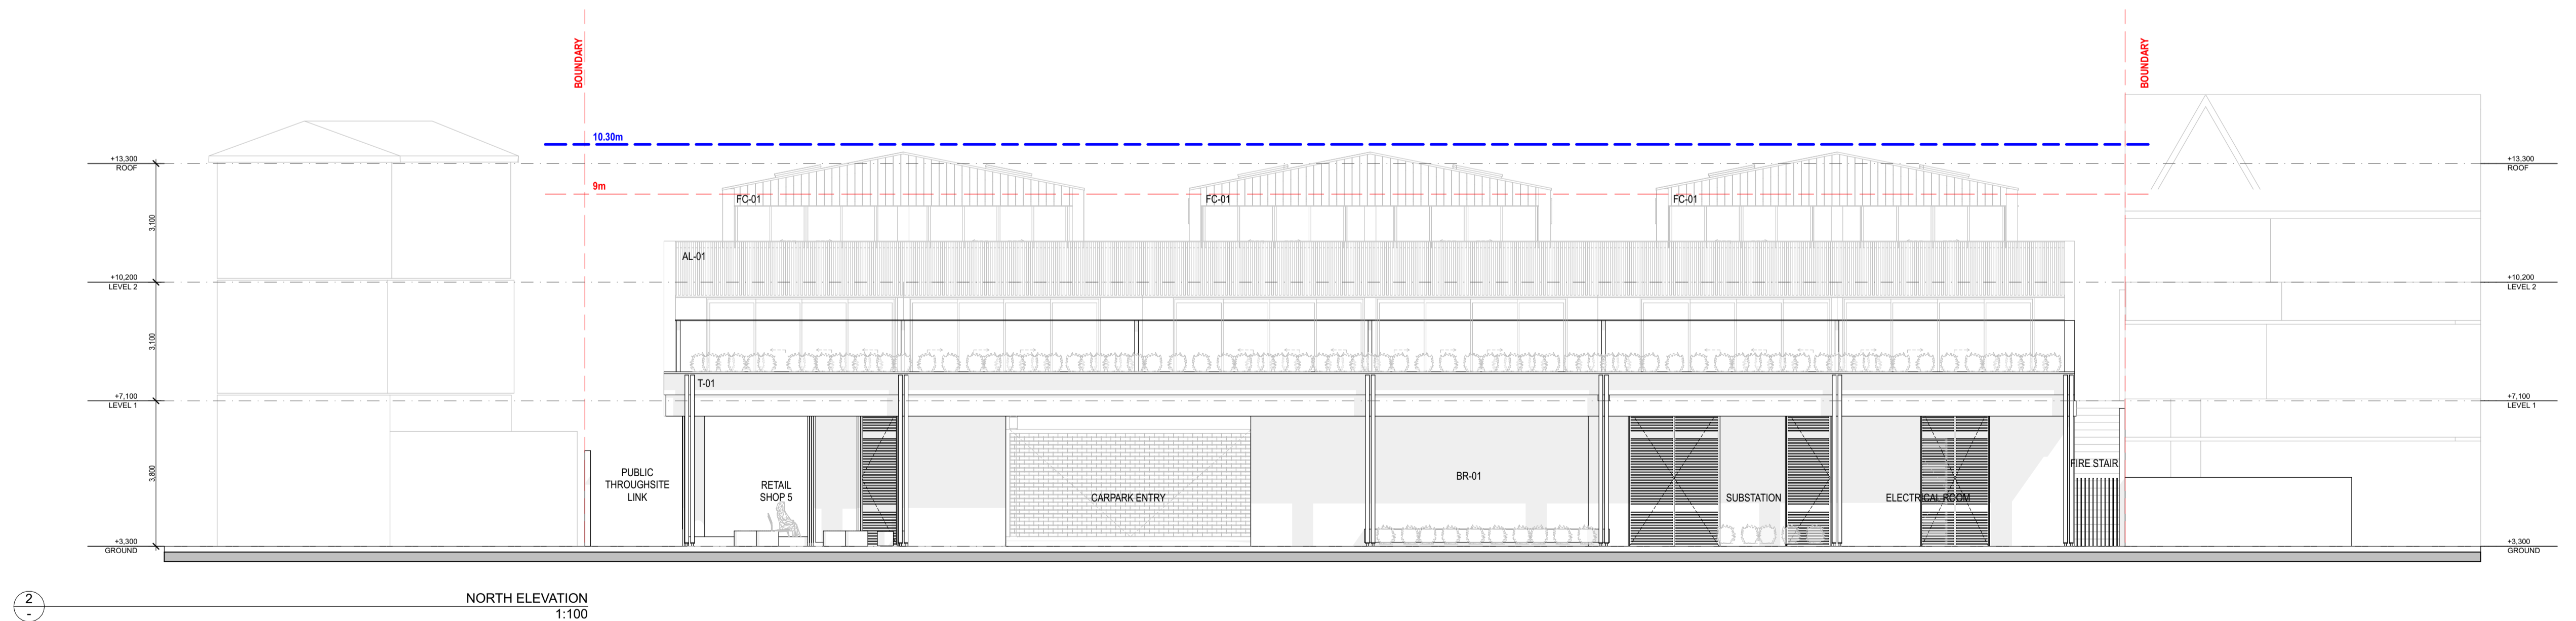 BOUNDARY
BOUNDARY
10.30m
+13,300
ROOF
+13,300
ROOF
9m
FC-01
FC-01
FC-01
3,100
AL-01
+10,200
LEVEL 2
+10,200
LEVEL 2
3,100
T-01
+7,100
LEVEL 1
+7,100
LEVEL 1
3,800
PUBLIC
THROUGHSITE
LINK
RETAIL
SHOP 5
CARPARK ENTRY
BR-01
SUBSTATION
ELECTRICAL ROOM
FIRE STAIR
+3,300
GROUND
+3,300
GROUND
2
-
NORTH ELEVATION
1:100